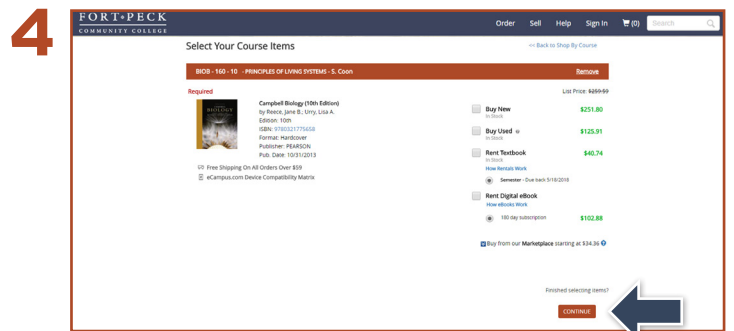 4
FORT PECK
COMMUNITY COLLEGE
Order Sell Help Sign In (0) Search
Select Your Course Items
<< Back to Shop By Course
BIOB - 160 - 10 - PRINCIPLES OF LIVING SYSTEMS - S. Coon Remove
Required
List Price: $259.59
BIOLOGY
Campbell Biology (10th Edition)
by Reece, Jane B.; Urry, Lisa A.
Edition: 10th
ISBN: 9780321775658
Format: Hardcover
Publisher: PEARSON
Pub. Date: 10/31/2013
Free Shipping On All Orders Over $59
eCampus.com Device Compatibility Matrix
Buy New $251.80
In Stock
Buy Used $125.91
In Stock
Rent Textbook $40.74
In Stock
How Rentals Work
Semester - Due back 5/18/2018
Rent Digital eBook
How eBooks Work
180 day subscription $102.88
Buy from our Marketplace starting at $34.36
Finished selecting items?
CONTINUE